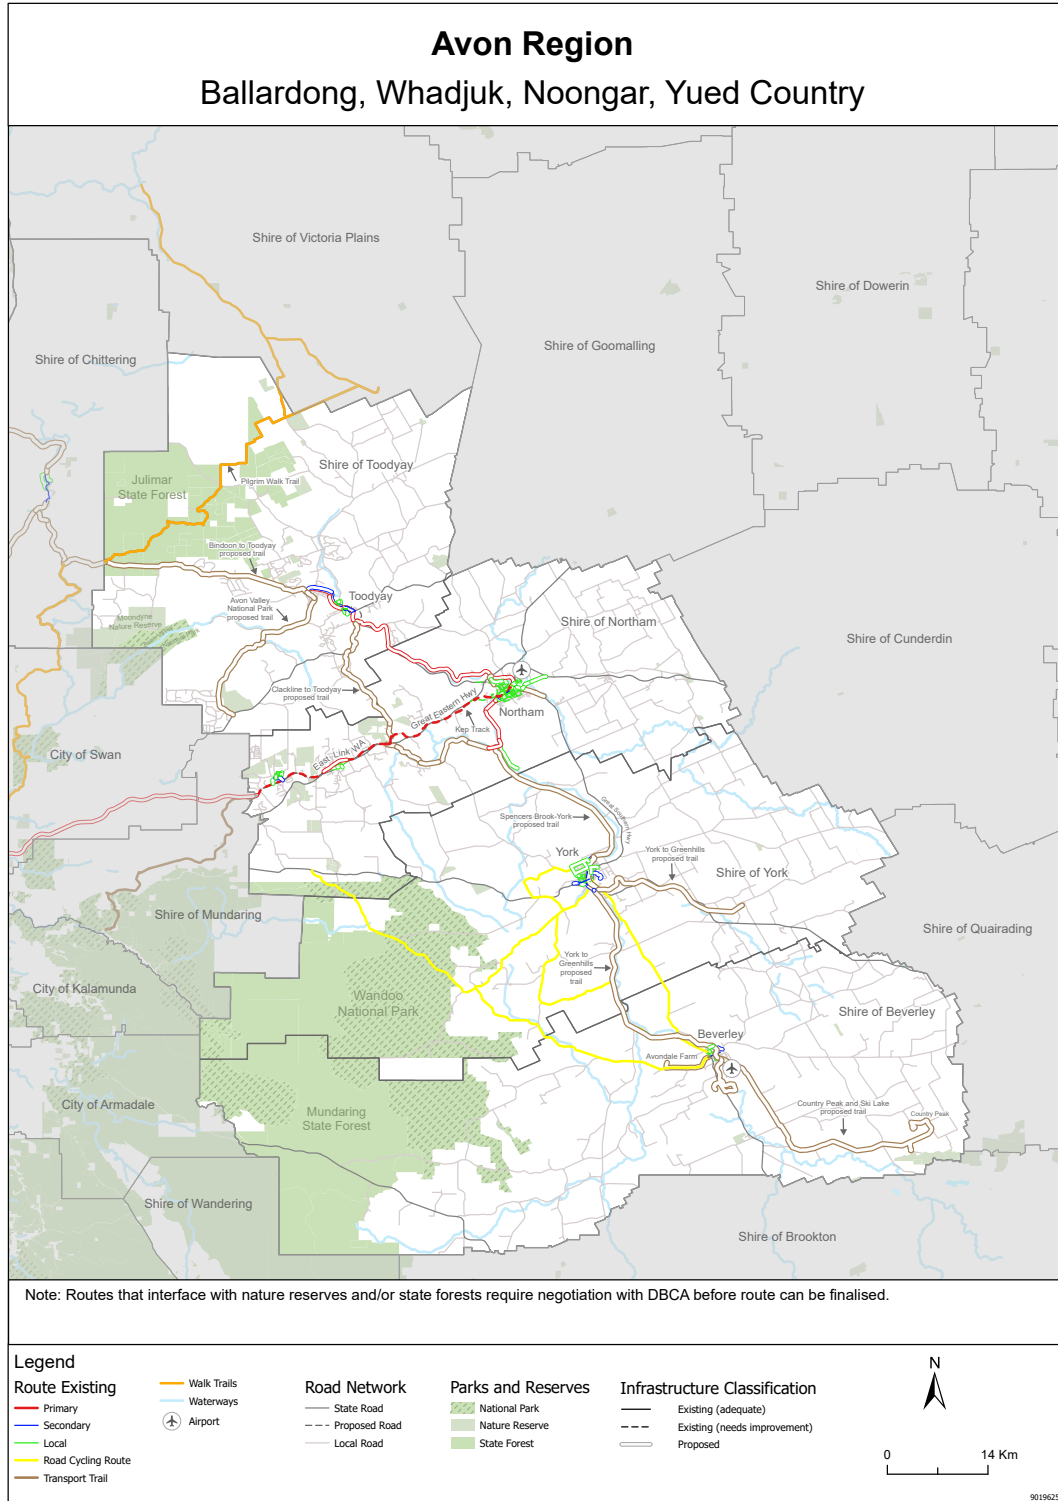 Avon Region
Ballardong, Whadjuk, Noongar, Yued Country
Shire of Victoria Plains
Shire of Dowerin
Shire of Goomalling
Shire of Chittering
Shire of Toodyay
Julimar
State Forest
Pilgrim Walk Trail
Bindoon to Toodyay
proposed trail
Avon Valley
National Park
proposed trail
Toodyay
Moondyne
Nature Reserve
Shire of Northam
Shire of Cunderdin
Clackline to Toodyay
proposed trail
Great Eastern Hwy
Northam
Kep Track
City of Swan
East Link WA
Spencers Brook-York
proposed trail
Great Southern Hwy
York
York to Greenhills
proposed trail
Shire of York
Shire of Mundaring
Shire of Quairading
York to
Greenhills
proposed
trail
City of Kalamunda
Wandoo
National Park
Shire of Beverley
Beverley
Avondale Farm
City of Armadale
Mundaring
State Forest
Country Peak and Ski Lake
proposed trail
Country Peak
Shire of Wandering
Shire of Brookton
Note: Routes that interface with nature reserves and/or state forests require negotiation with DBCA before route can be finalised.
Legend
Route Existing
Primary
Secondary
Local
Road Cycling Route
Transport Trail
Walk Trails
Waterways
Airport
Road Network
State Road
Proposed Road
Local Road
Parks and Reserves
National Park
Nature Reserve
State Forest
Infrastructure Classification
Existing (adequate)
Existing (needs improvement)
Proposed
N
0 14 Km
9019625